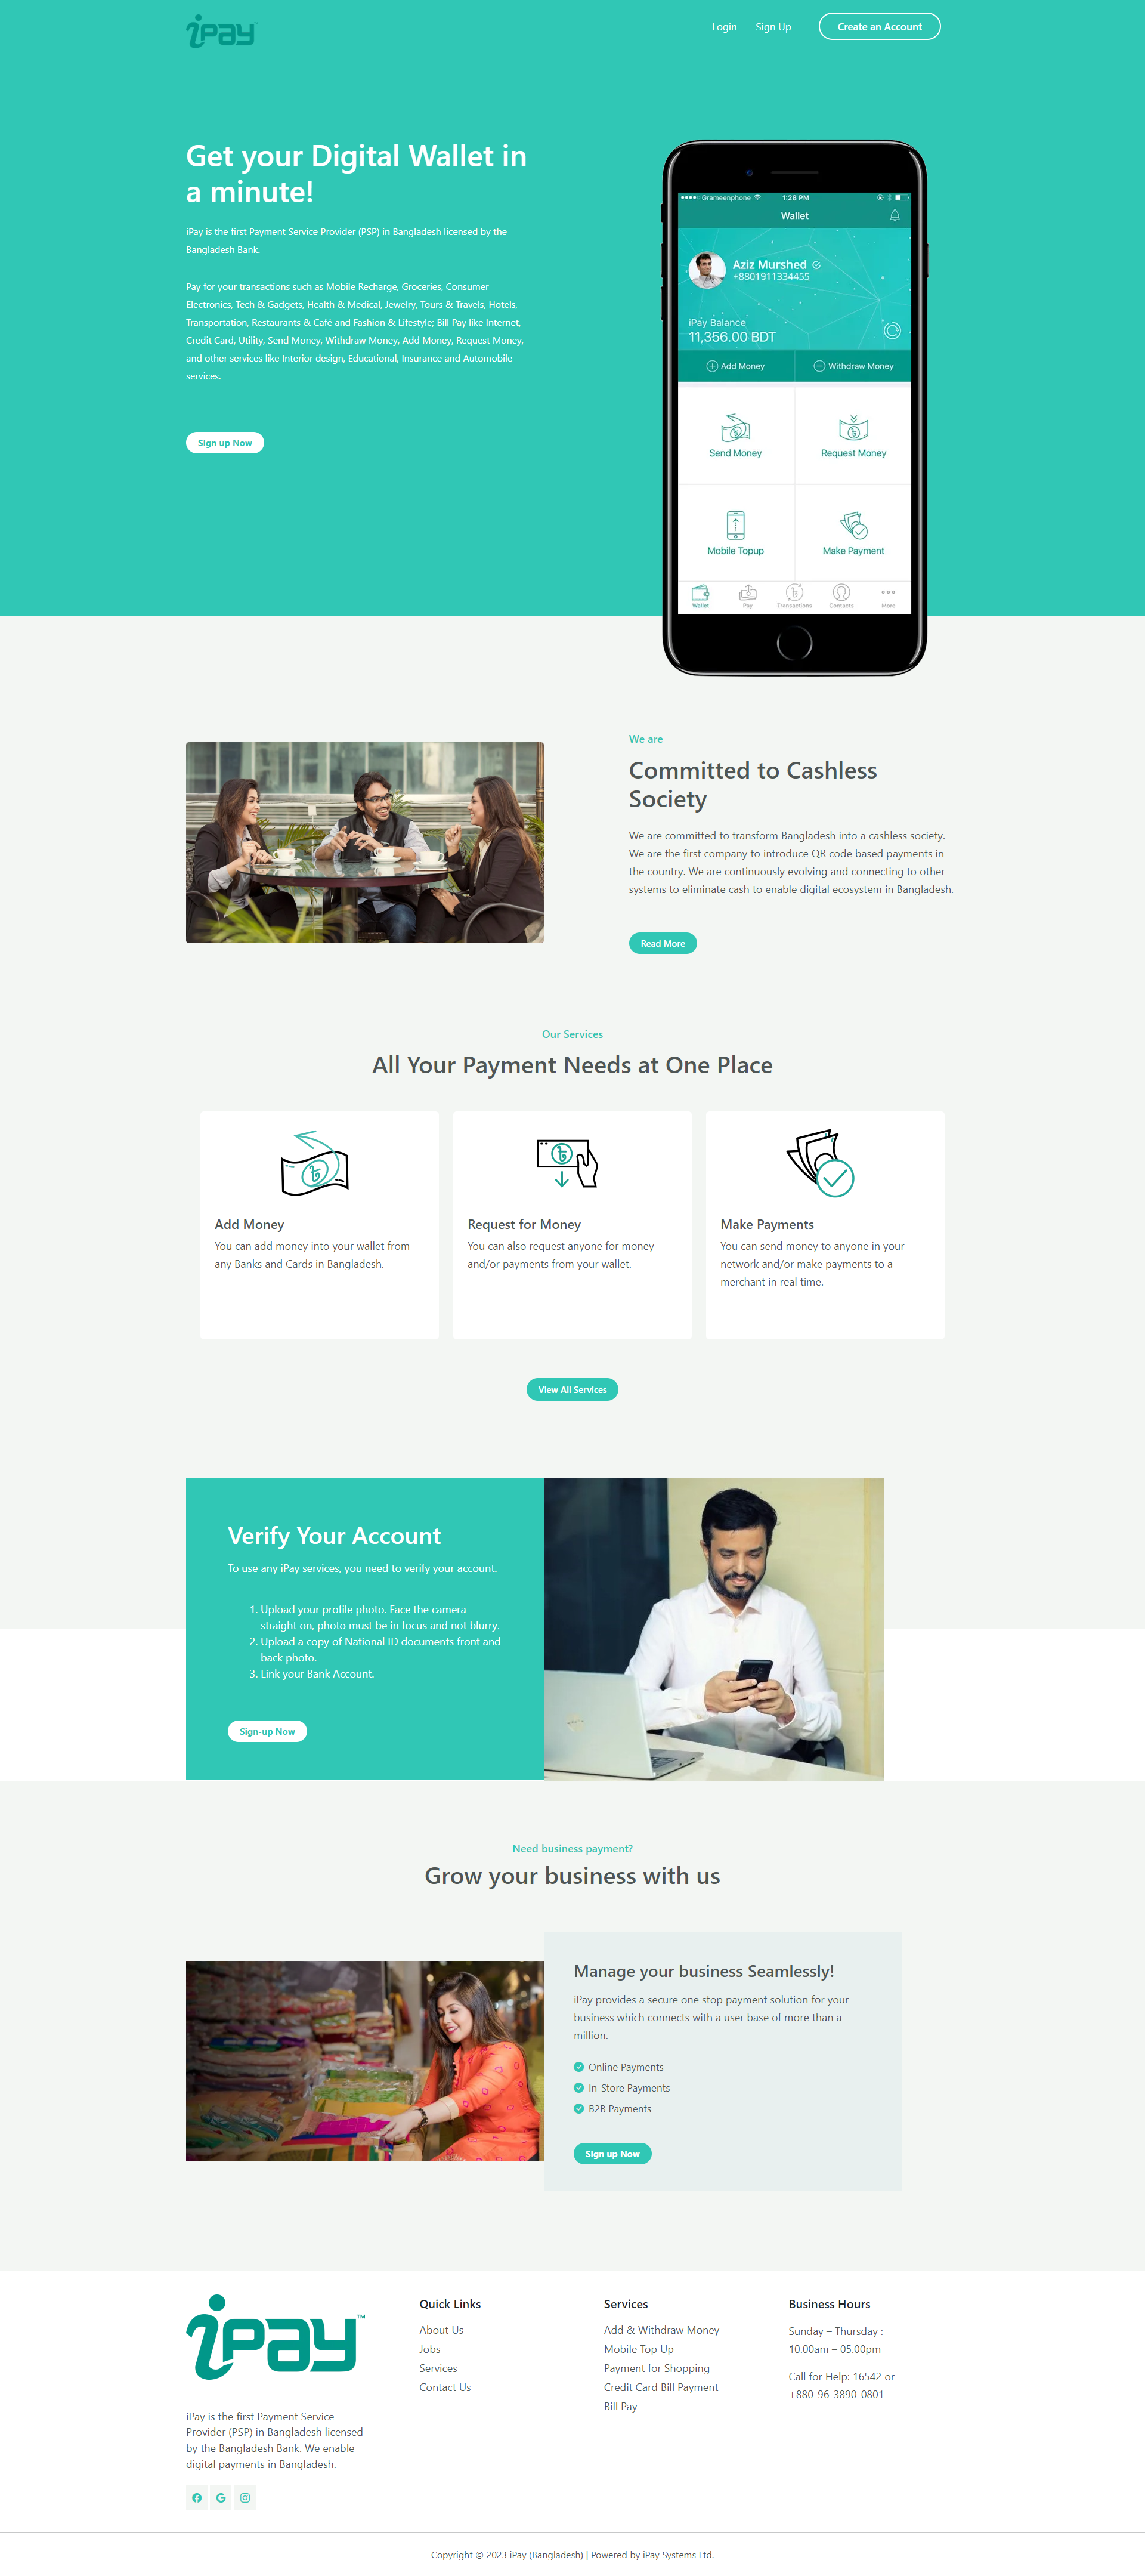 iPay
Login
Sign Up
Create an Account
Get your Digital Wallet in
a minute!
iPay is the first Payment Service Provider (PSP) in Bangladesh licensed by the
Bangladesh Bank.
Pay for your transactions such as Mobile Recharge, Groceries, Consumer
Electronics, Tech & Gadgets, Health & Medical, Jewelry, Tours & Travels, Hotels,
Transportation, Restaurants & Café and Fashion & Lifestyle; Bill Pay like Internet,
Credit Card, Utility, Send Money, Withdraw Money, Add Money, Request Money,
and other services like Interior design, Educational, Insurance and Automobile
services.
Sign up Now
Grameenphone 1:28 PM
Wallet
Aziz Murshed
+8801911334455
iPay Balance
11,356.00 BDT
Add Money
Withdraw Money
Send Money
Request Money
Mobile Topup
Make Payment
Wallet
Pay
Transactions
Contacts
More
We are
Committed to Cashless
Society
We are committed to transform Bangladesh into a cashless society.
We are the first company to introduce QR code based payments in
the country. We are continuously evolving and connecting to other
systems to eliminate cash to enable digital ecosystem in Bangladesh.
Read More
Our Services
All Your Payment Needs at One Place
Add Money
You can add money into your wallet from
any Banks and Cards in Bangladesh.
Request for Money
You can also request anyone for money
and/or payments from your wallet.
Make Payments
You can send money to anyone in your
network and/or make payments to a
merchant in real time.
View All Services
Verify Your Account
To use any iPay services, you need to verify your account.
1. Upload your profile photo. Face the camera
straight on, photo must be in focus and not blurry.
2. Upload a copy of National ID documents front and
back photo.
3. Link your Bank Account.
Sign-up Now
Need business payment?
Grow your business with us
Manage your business Seamlessly!
iPay provides a secure one stop payment solution for your
business which connects with a user base of more than a
million.
Online Payments
In-Store Payments
B2B Payments
Sign up Now
iPay™
iPay is the first Payment Service
Provider (PSP) in Bangladesh licensed
by the Bangladesh Bank. We enable
digital payments in Bangladesh.
Quick Links
About Us
Jobs
Services
Contact Us
Services
Add & Withdraw Money
Mobile Top Up
Payment for Shopping
Credit Card Bill Payment
Bill Pay
Business Hours
Sunday – Thursday :
10.00am – 05.00pm
Call for Help: 16542 or
+880-96-3890-0801
Copyright © 2023 iPay (Bangladesh) | Powered by iPay Systems Ltd.